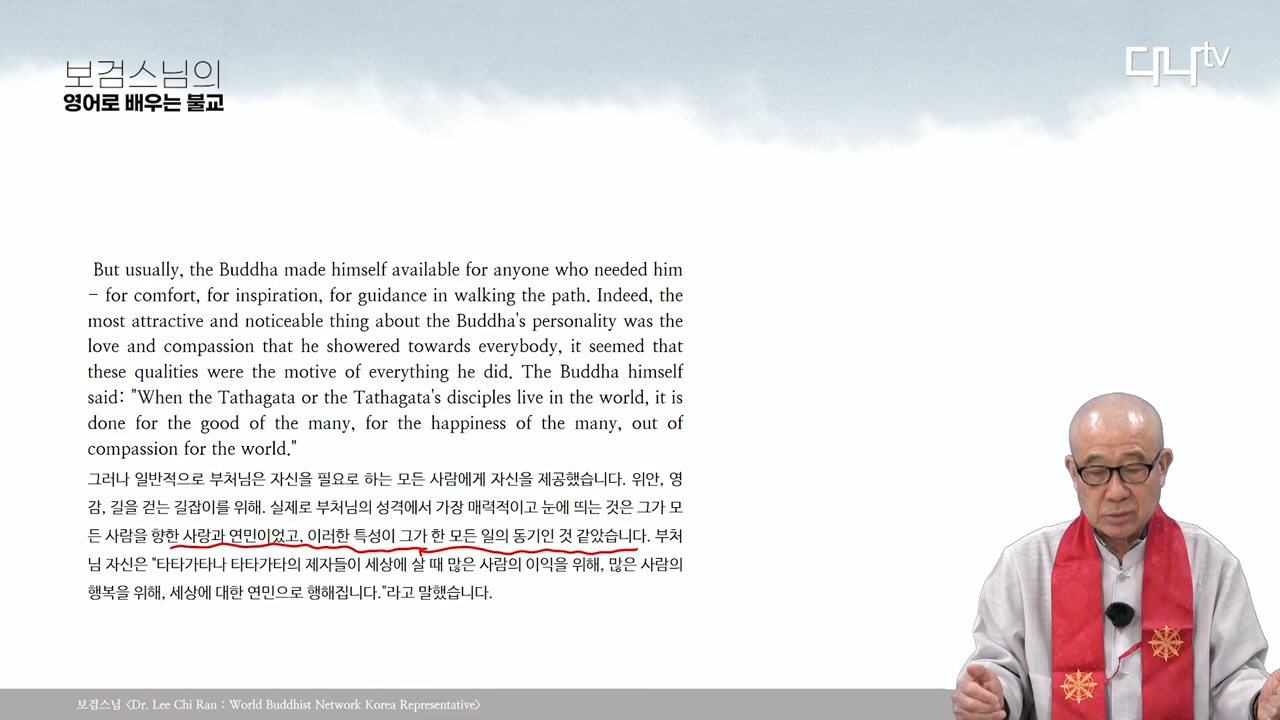 보검스님의
영어로 배우는 불교
다나tv
But usually, the Buddha made himself available for anyone who needed him
- for comfort, for inspiration, for guidance in walking the path. Indeed, the
most attractive and noticeable thing about the Buddha's personality was the
love and compassion that he showered towards everybody, it seemed that
these qualities were the motive of everything he did. The Buddha himself
said: "When the Tathagata or the Tathagata's disciples live in the world, it is
done for the good of the many, for the happiness of the many, out of
compassion for the world."
그러나 일반적으로 부처님은 자신을 필요로 하는 모든 사람에게 자신을 제공했습니다. 위안, 영
감, 길을 걷는 길잡이를 위해. 실제로 부처님의 성격에서 가장 매력적이고 눈에 띄는 것은 그가 모
든 사람을 향한 사랑과 연민이었고, 이러한 특성이 그가 한 모든 일의 동기인 것 같았습니다. 부처
님 자신은 "타타가타나 타타가타의 제자들이 세상에 살 때 많은 사람의 이익을 위해, 많은 사람의
행복을 위해, 세상에 대한 연민으로 행해집니다."라고 말했습니다.
보검스님 <Dr. Lee Chi Ran : World Buddhist Network Korea Representative>